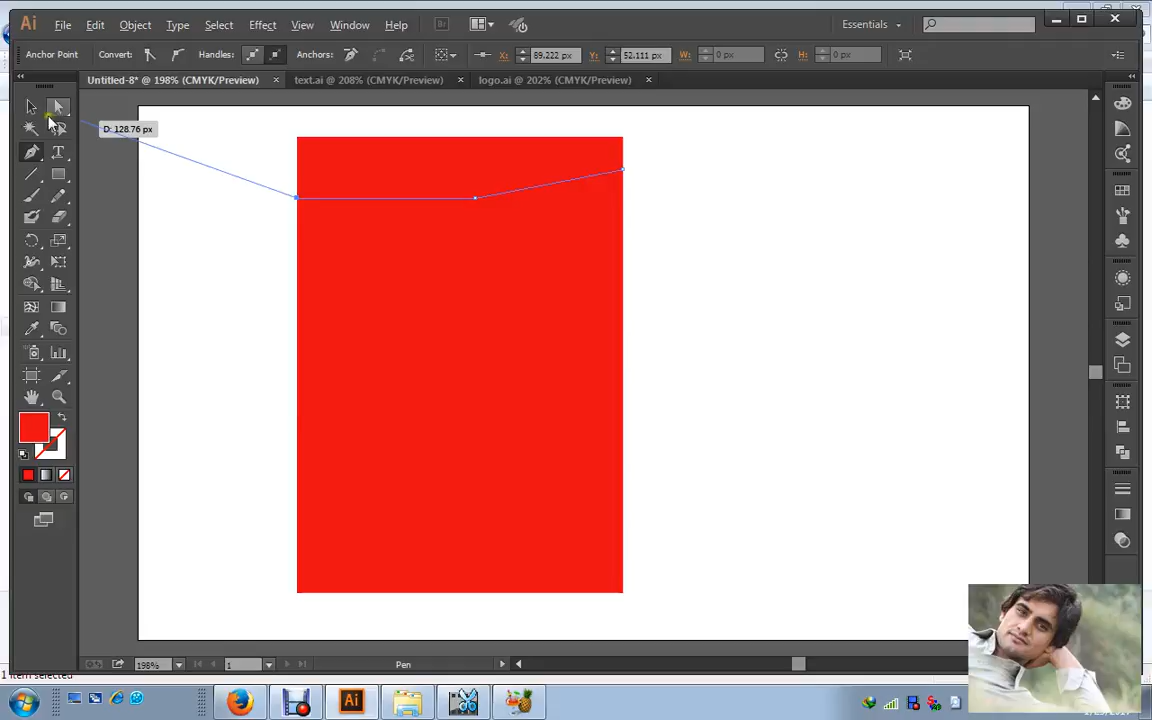 Ai File Edit Object Type Select Effect View Window Help Br Essentials
Anchor Point Convert: Handles: Anchors: X: 89.222 px Y: 52.111 px W: 0 px H: 0 px
Untitled-8* @ 198% (CMYK/Preview) × text.ai @ 208% (CMYK/Preview) × logo.ai @ 202% (CMYK/Preview) ×
D: 128.76 px
T
198% 1 Pen
1 item selected
Ai